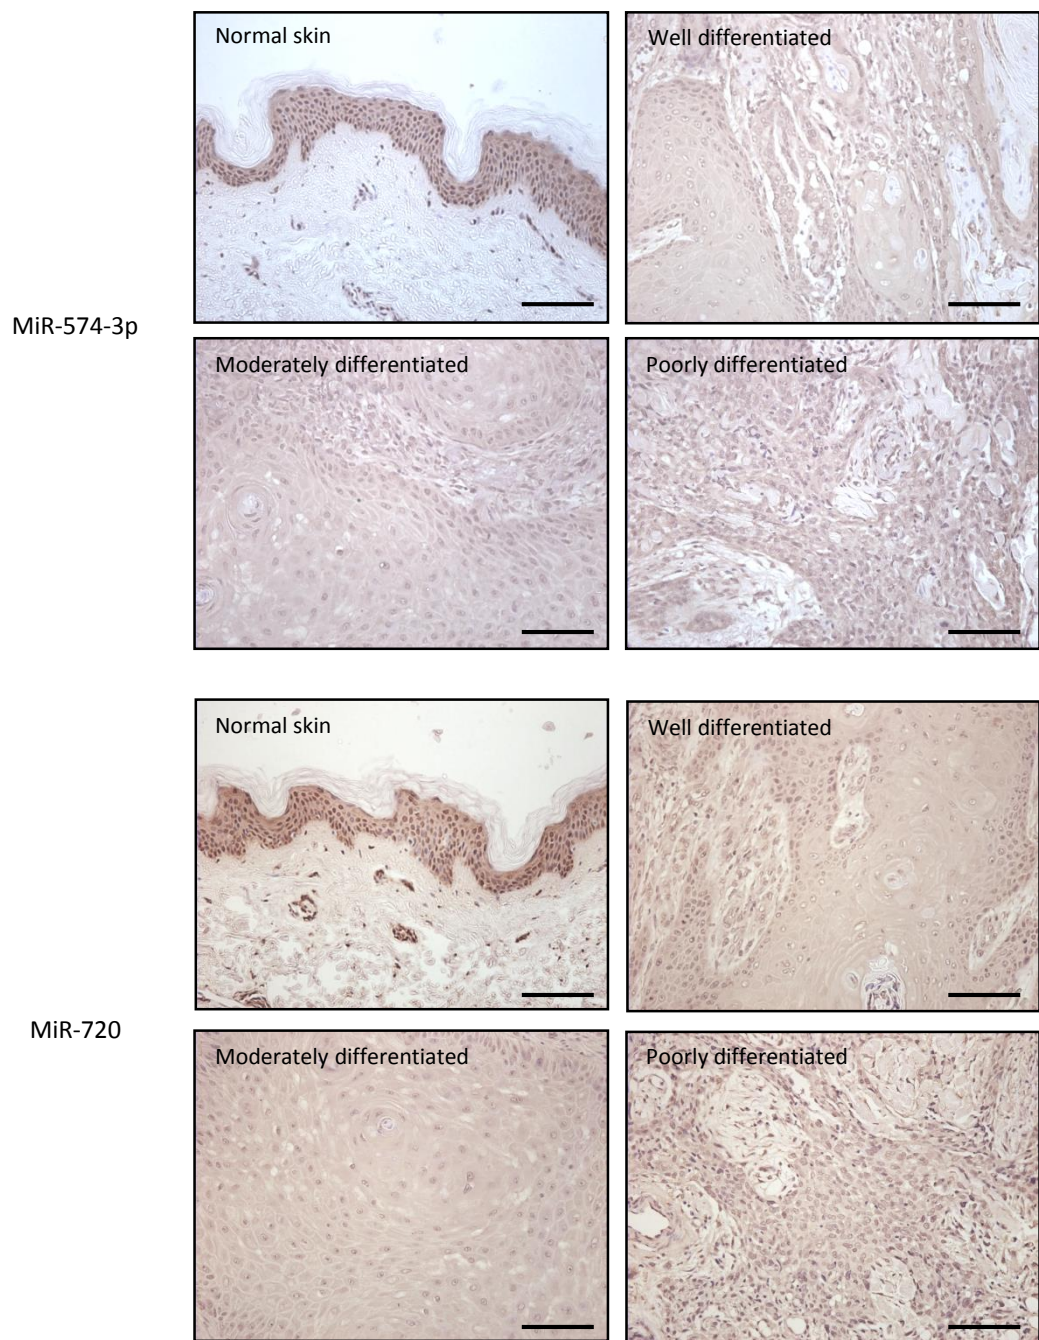 Normal skin
Well differentiated
MiR-574-3p
Moderately differentiated
Poorly differentiated
Normal skin
Well differentiated
MiR-720
Moderately differentiated
Poorly differentiated